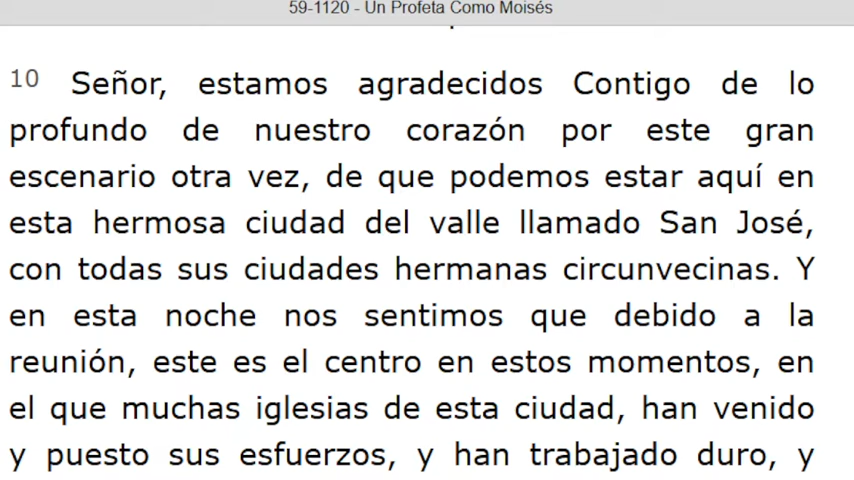 59-1120 - Un Profeta Como Moisés
10 Señor, estamos agradecidos Contigo de lo
profundo de nuestro corazón por este gran
escenario otra vez, de que podemos estar aquí en
esta hermosa ciudad del valle llamado San José,
con todas sus ciudades hermanas circunvecinas. Y
en esta noche nos sentimos que debido a la
reunión, este es el centro en estos momentos, en
el que muchas iglesias de esta ciudad, han venido
y puesto sus esfuerzos, y han trabajado duro, y